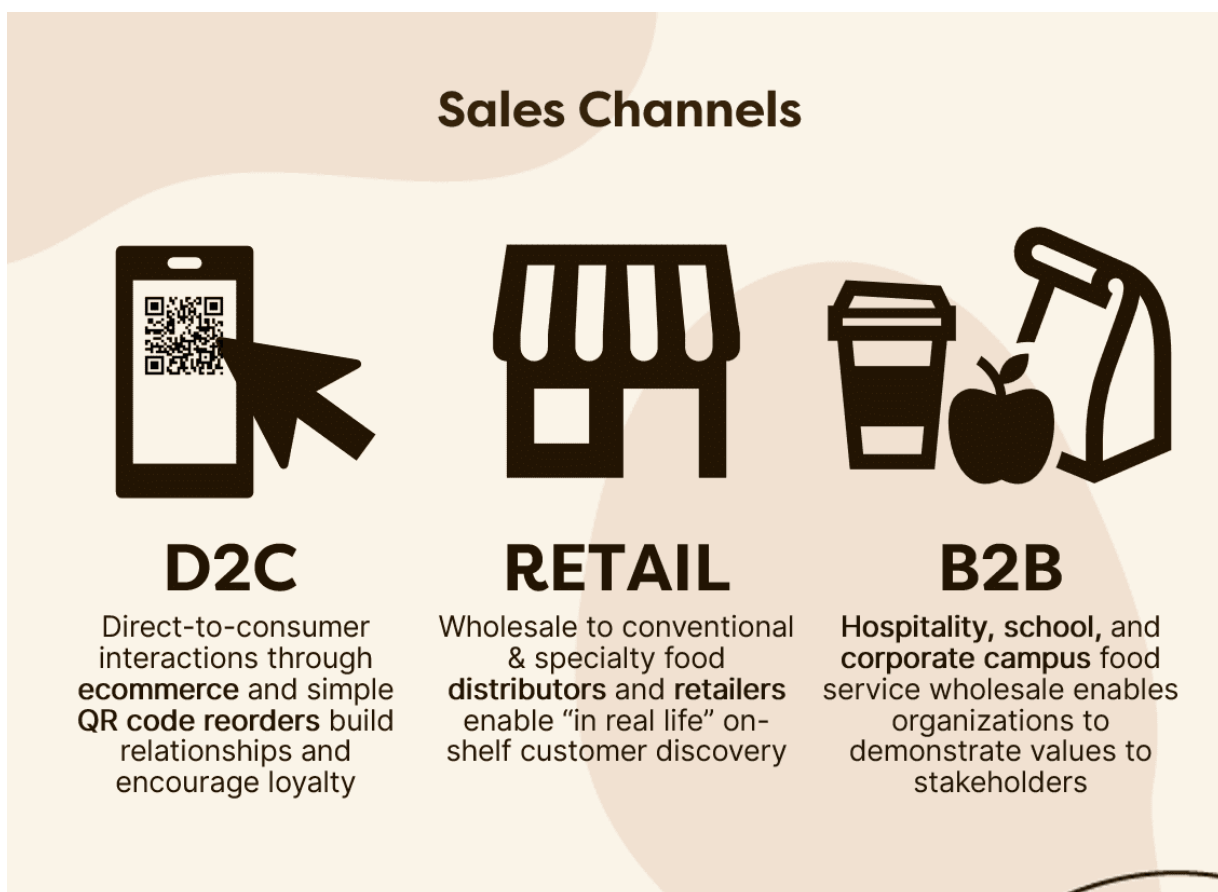 Sales Channels
D2C
Direct-to-consumer
interactions through
ecommerce and simple
QR code reorders build
relationships and
encourage loyalty
RETAIL
Wholesale to conventional
& specialty food
distributors and retailers
enable “in real life” on-
shelf customer discovery
B2B
Hospitality, school, and
corporate campus food
service wholesale enables
organizations to
demonstrate values to
stakeholders